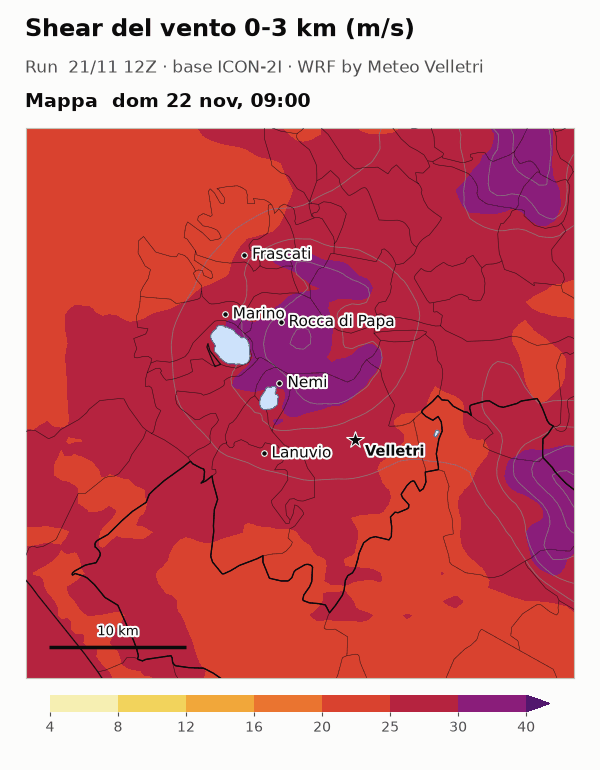 Shear del vento 0-3 km (m/s)
Run  21/11 12Z · base ICON-2I · WRF by Meteo Velletri
Mappa  dom 22 nov, 09:00
Frascati
Marino
Rocca di Papa
Nemi
Velletri
Lanuvio
10 km
4 8 12 16 20 25 30 40